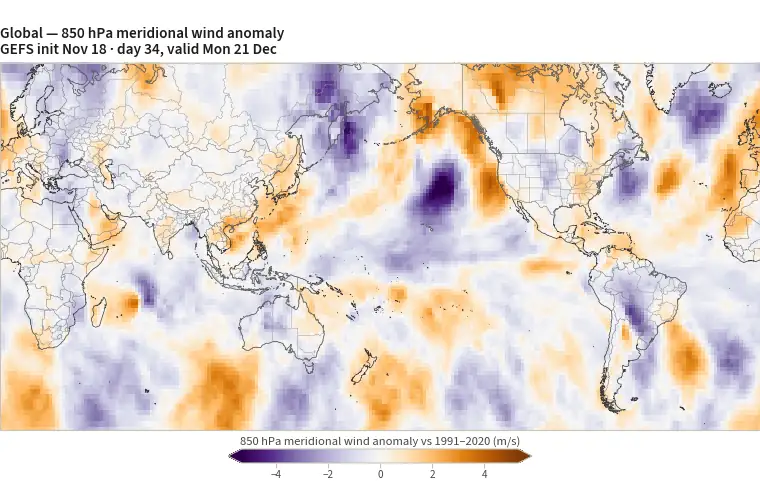 Global — 850 hPa meridional wind anomaly
GEFS init Nov 18 · day 34, valid Mon 21 Dec
850 hPa meridional wind anomaly vs 1991–2020 (m/s)
−4 −2 0 2 4